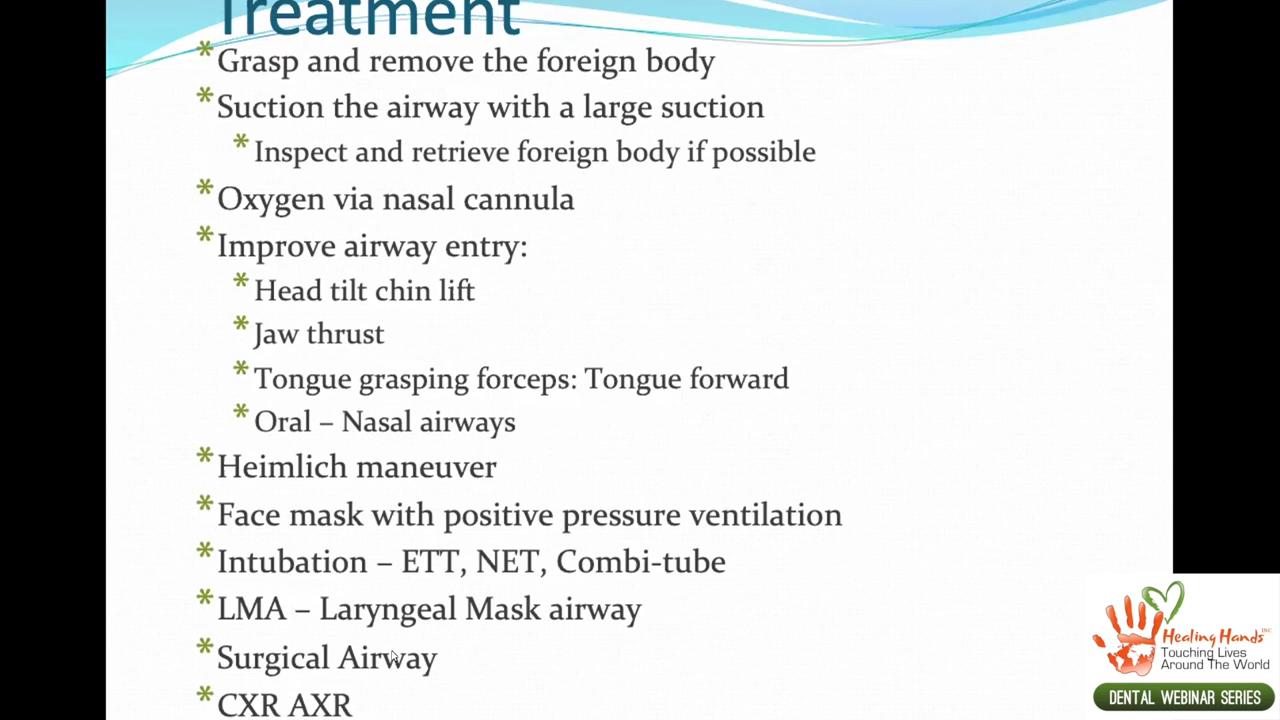 Treatment
* Grasp and remove the foreign body
* Suction the airway with a large suction
* Inspect and retrieve foreign body if possible
* Oxygen via nasal cannula
* Improve airway entry:
* Head tilt chin lift
* Jaw thrust
* Tongue grasping forceps: Tongue forward
* Oral – Nasal airways
* Heimlich maneuver
* Face mask with positive pressure ventilation
* Intubation – ETT, NET, Combi-tube
* LMA – Laryngeal Mask airway
* Surgical Airway
* CXR AXR
Healing Hands INC
Touching Lives
Around The World
DENTAL WEBINAR SERIES